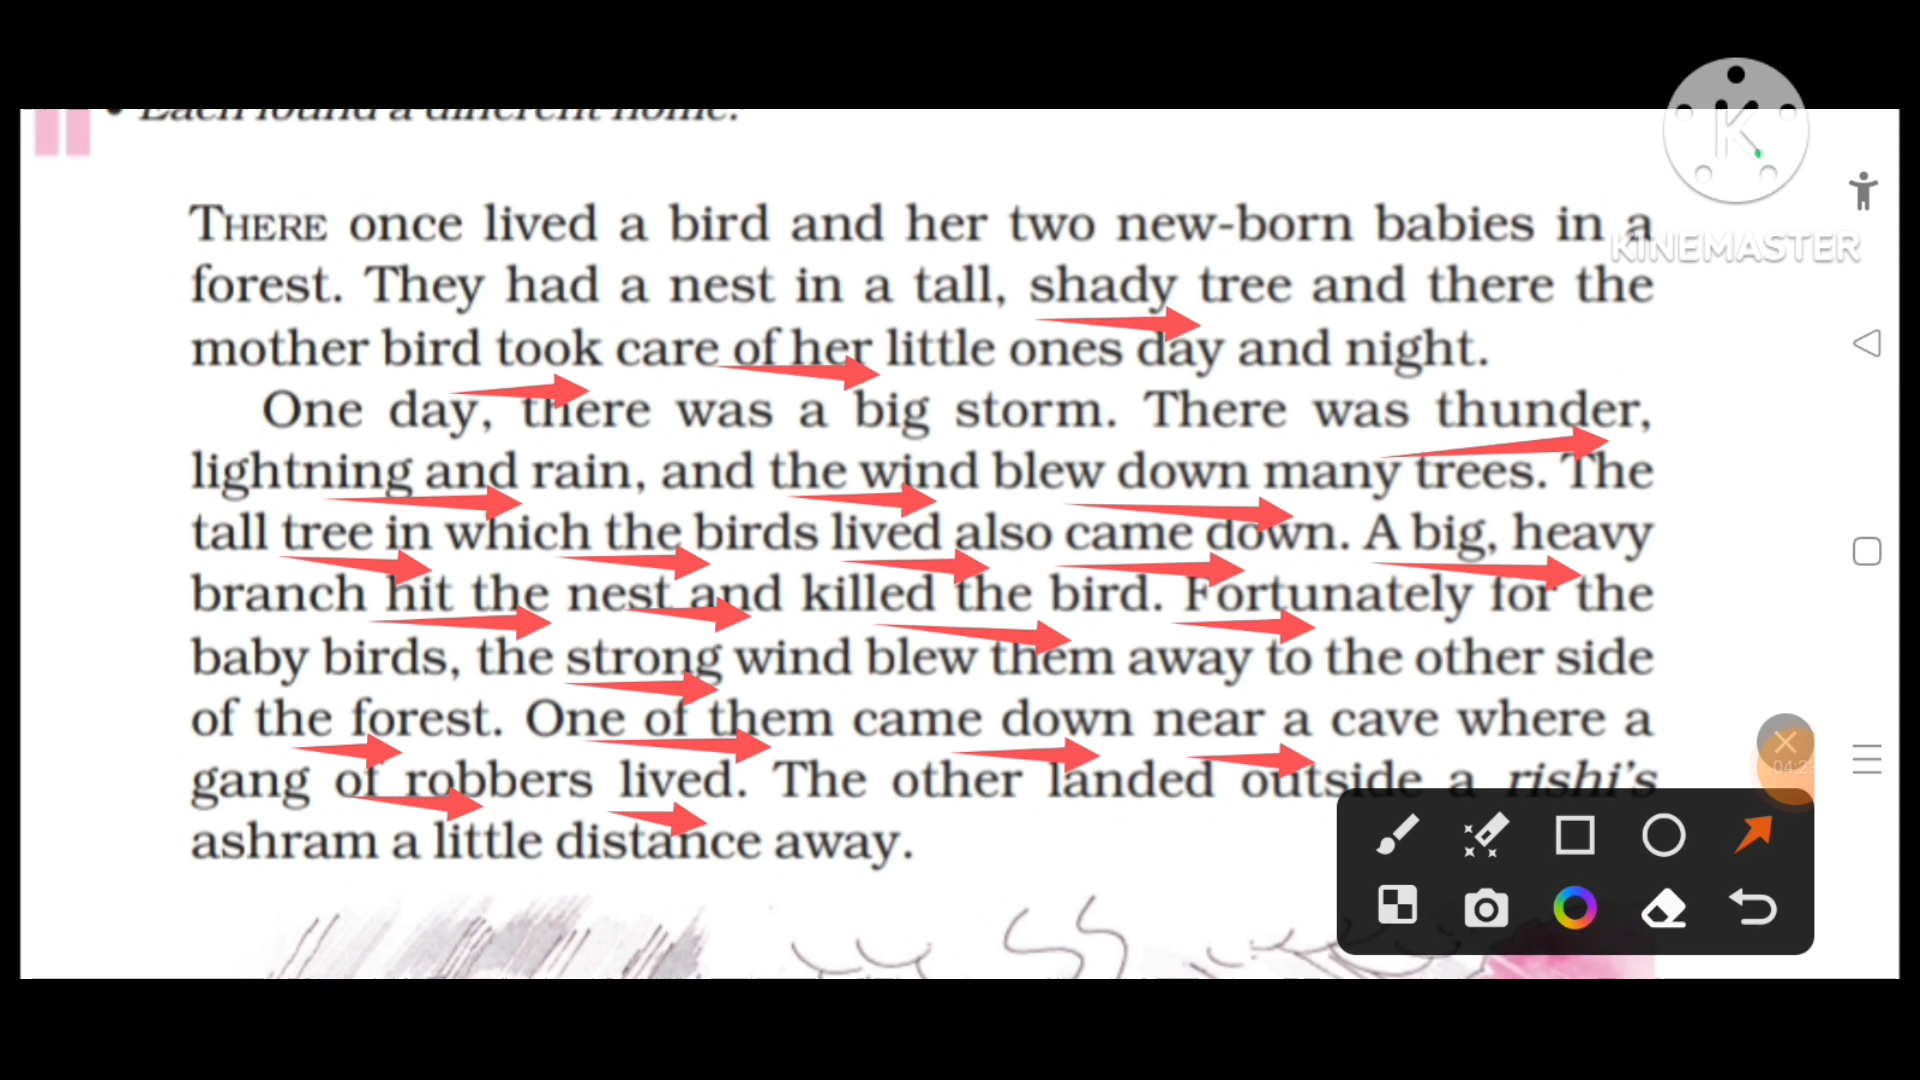 • Each found a different home.
THERE once lived a bird and her two new-born babies in a
forest. They had a nest in a tall, shady tree and there the
mother bird took care of her little ones day and night.
One day, there was a big storm. There was thunder,
lightning and rain, and the wind blew down many trees. The
tall tree in which the birds lived also came down. A big, heavy
branch hit the nest and killed the bird. Fortunately for the
baby birds, the strong wind blew them away to the other side
of the forest. One of them came down near a cave where a
gang of robbers lived. The other landed outside a rishi's
ashram a little distance away.
K
KINEMASTER